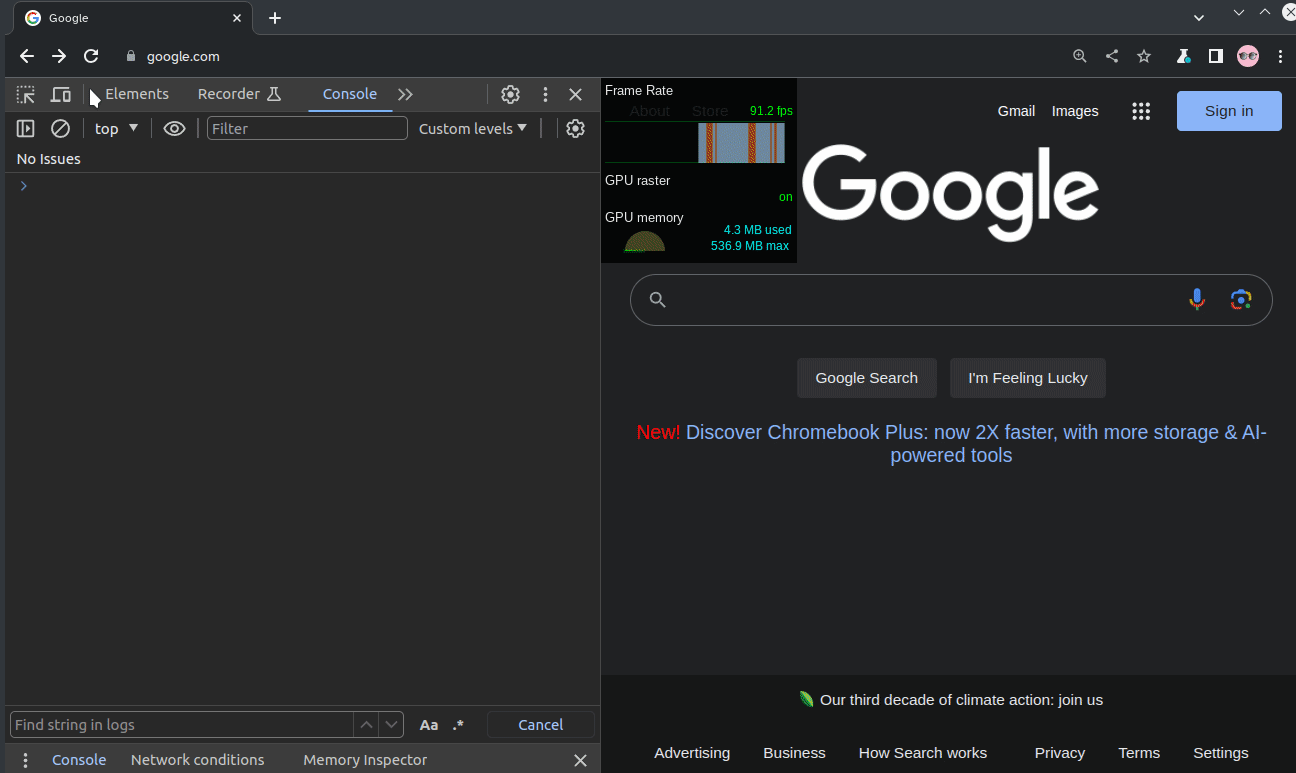 Google
google.com
Elements Recorder Console
top Filter Custom levels
No Issues
Find string in logs Aa .* Cancel
Console Network conditions Memory Inspector
Frame Rate
About Store 91.2 fps
GPU raster
on
GPU memory
4.3 MB used
536.9 MB max
Gmail Images Sign in
Google
Google Search I'm Feeling Lucky
New! Discover Chromebook Plus: now 2X faster, with more storage & AI-
powered tools
Our third decade of climate action: join us
Advertising Business How Search works Privacy Terms Settings